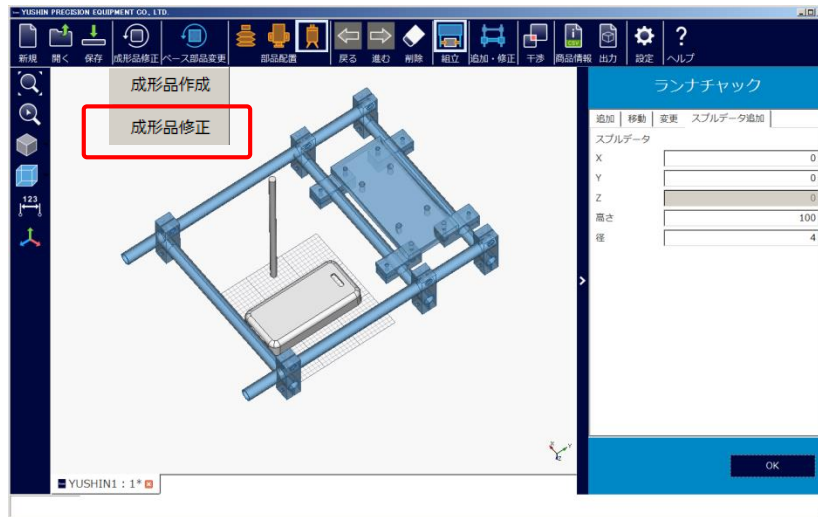 YUSHIN PRECISION EQUIPMENT CO., LTD.
新規 開く 保存 成形品修正 ベース部品変更 部品配置 戻る 進む 削除 組立 追加・修正 干渉 商品情報 出力 設定 ヘルプ
CSV
?
成形品作成
成形品修正
123
ランナチャック
追加 移動 変更 スプルデータ追加
スプルデータ
X 0
Y 0
Z 0
高さ 100
径 4
OK
X Y Z
YUSHIN1 : 1*